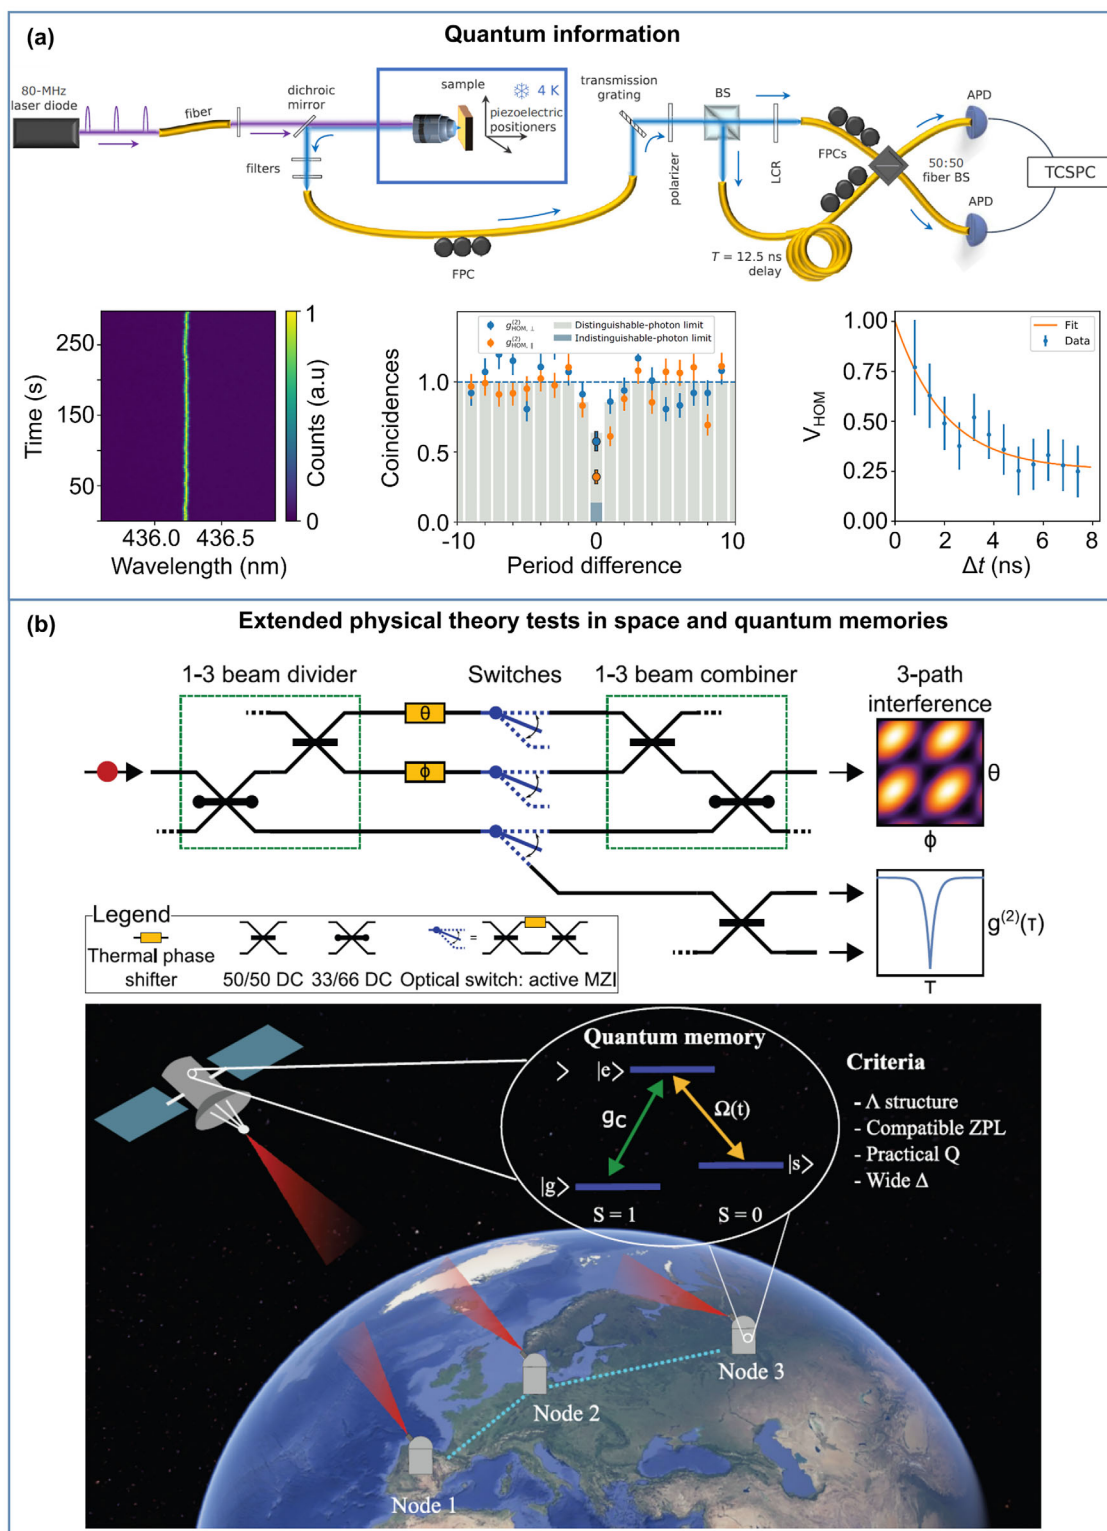 (a)
Quantum information
80-MHz
laser diode
fiber
dichroic
mirror
filters
sample
4 K
piezoelectric
positioners
FPC
transmission
grating
polarizer
BS
LCR
T = 12.5 ns
delay
FPCs
50:50
fiber BS
APD
APD
TCSPC
Time (s)
250
150
50
436.0 436.5
Wavelength (nm)
1
0
Counts (a.u)
Coincidences
1.0
0.5
0.0
-10 0 10
Period difference
g(2)HOM, ⊥
g(2)HOM, ∥
Distinguishable-photon limit
Indistinguishable-photon limit
VHOM
1.00
0.75
0.50
0.25
0.00
0 2 4 6 8
Δt (ns)
Fit
Data
(b)
Extended physical theory tests in space and quantum memories
1-3 beam divider
Switches
1-3 beam combiner
3-path
interference
θ
ϕ
θ
ϕ
g(2)(τ)
τ
Legend
Thermal phase
shifter
50/50 DC
33/66 DC
=
Optical switch: active MZI
Quantum memory
>
|e>
gc
Ω(t)
|s>
|g>
S = 1
S = 0
Criteria
- Λ structure
- Compatible ZPL
- Practical Q
- Wide Δ
Node 3
Node 2
Node 1